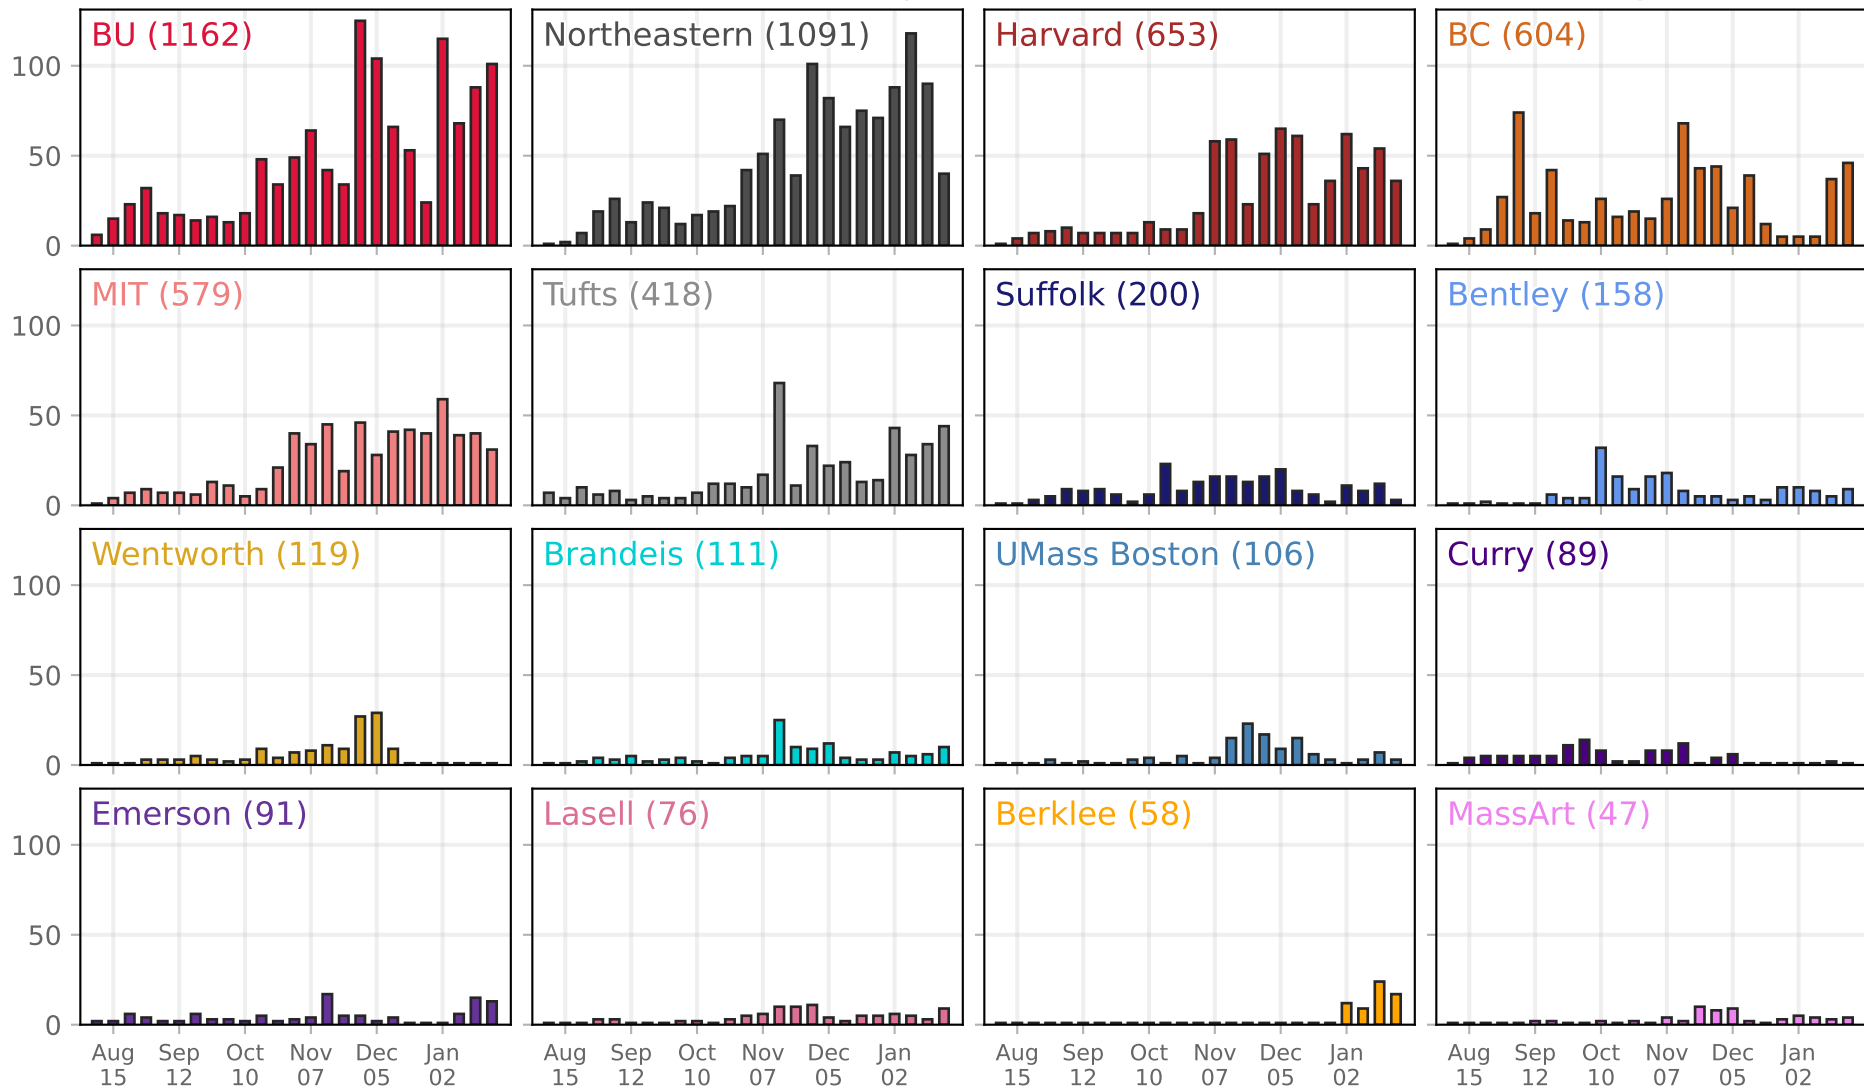 BU (1162)
Northeastern (1091)
Harvard (653)
BC (604)
100
50
0
MIT (579)
Tufts (418)
Suffolk (200)
Bentley (158)
100
50
0
Wentworth (119)
Brandeis (111)
UMass Boston (106)
Curry (89)
100
50
0
Emerson (91)
Lasell (76)
Berklee (58)
MassArt (47)
100
50
0
Aug Sep Oct Nov Dec Jan Aug Sep Oct Nov Dec Jan Aug Sep Oct Nov Dec Jan Aug Sep Oct Nov Dec Jan
15 12 10 07 05 02 15 12 10 07 05 02 15 12 10 07 05 02 15 12 10 07 05 02